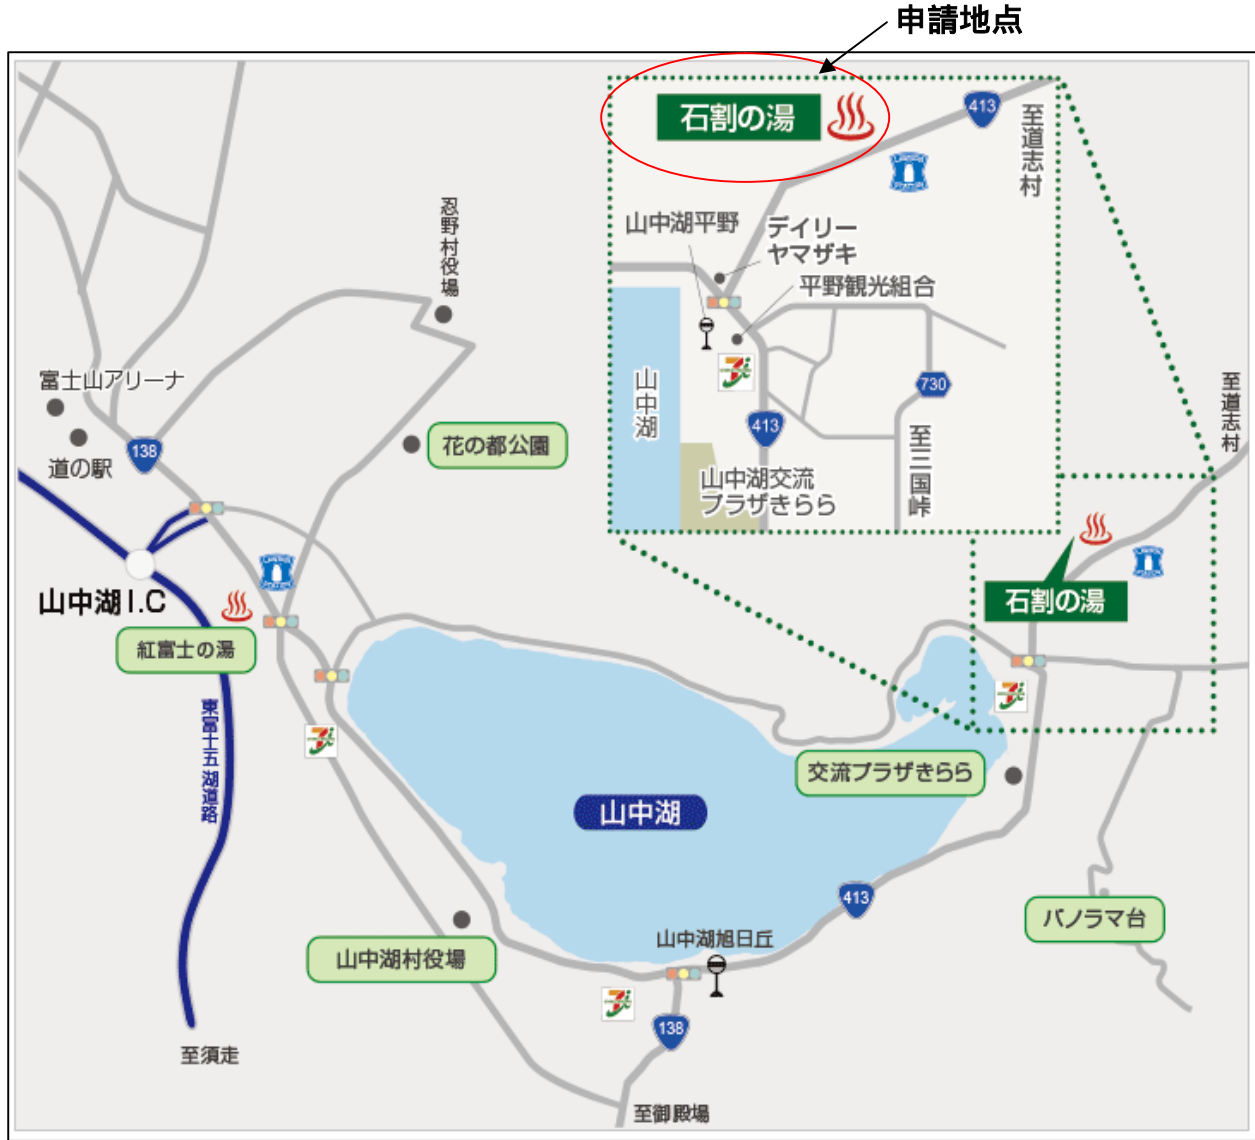 申請地点
石割の湯
413
至道志村
山中湖平野
デイリー
ヤマザキ
平野観光組合
山中湖
730
413
至三国峠
山中湖交流
プラザきらら
忍野村役場
富士山アリーナ
道の駅
138
花の都公園
至道志村
山中湖I.C
紅富士の湯
石割の湯
東富士五湖道路
交流プラザきらら
山中湖
413
パノラマ台
山中湖村役場
山中湖旭日丘
138
至須走
至御殿場